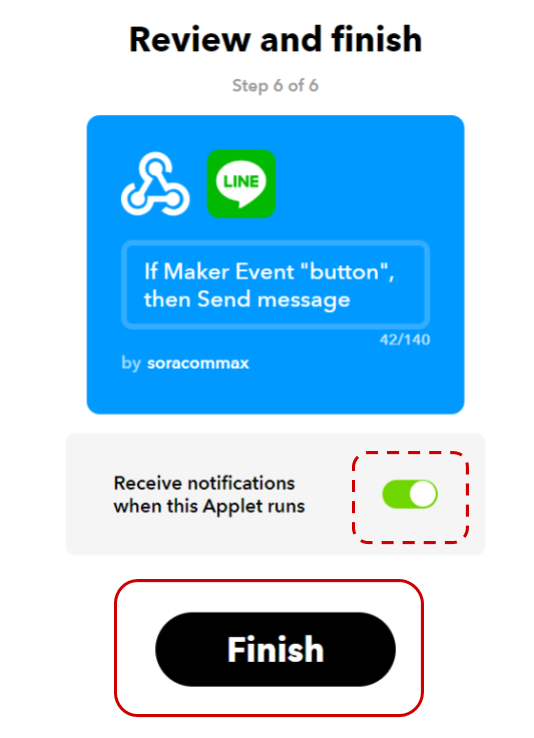 Review and finish
Step 6 of 6
LINE
If Maker Event "button",
then Send message
42/140
by soracommax
Receive notifications
when this Applet runs
Finish